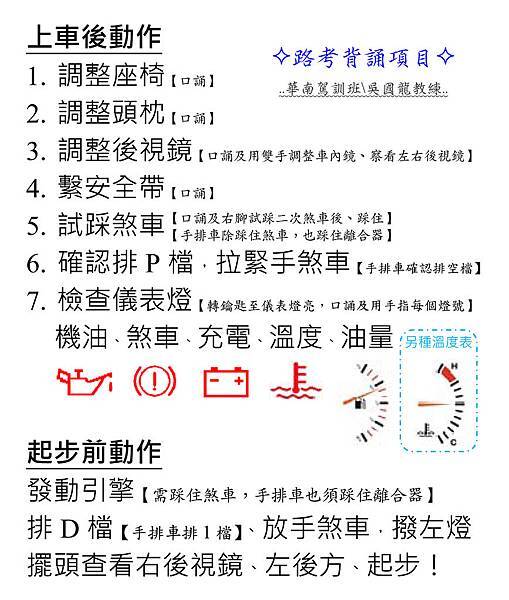 上車後動作
✧路考背誦項目✧
..華南駕訓班\吳圓龍教練..
1. 調整座椅【口誦】
2. 調整頭枕【口誦】
3. 調整後視鏡【口誦及用雙手調整車內鏡、察看左右後視鏡】
4. 繫安全帶【口誦】
5. 試踩煞車【口誦及右腳試踩二次煞車後、踩住】
【手排車除踩住煞車，也踩住離合器】
6. 確認排 P 檔，拉緊手煞車【手排車確認排空檔】
7. 檢查儀表燈【轉鑰匙至儀表燈亮，口誦及用手指每個燈號】
機油、煞車、充電、溫度、油量
另種溫度表
H
C
起步前動作
發動引擎【需踩住煞車，手排車也須踩住離合器】
排 D 檔【手排車排 1 檔】、放手煞車，撥左燈
擺頭查看右後視鏡、左後方、起步！